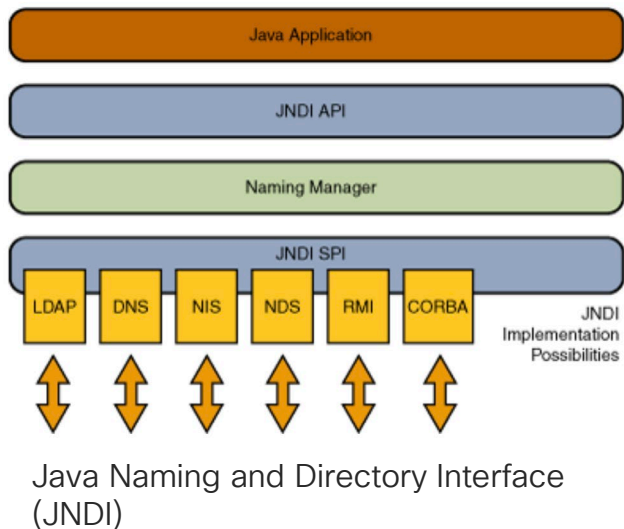 Java Application
JNDI API
Naming Manager
JNDI SPI
LDAP
DNS
NIS
NDS
RMI
CORBA
JNDI
Implementation
Possibilities
Java Naming and Directory Interface
(JNDI)